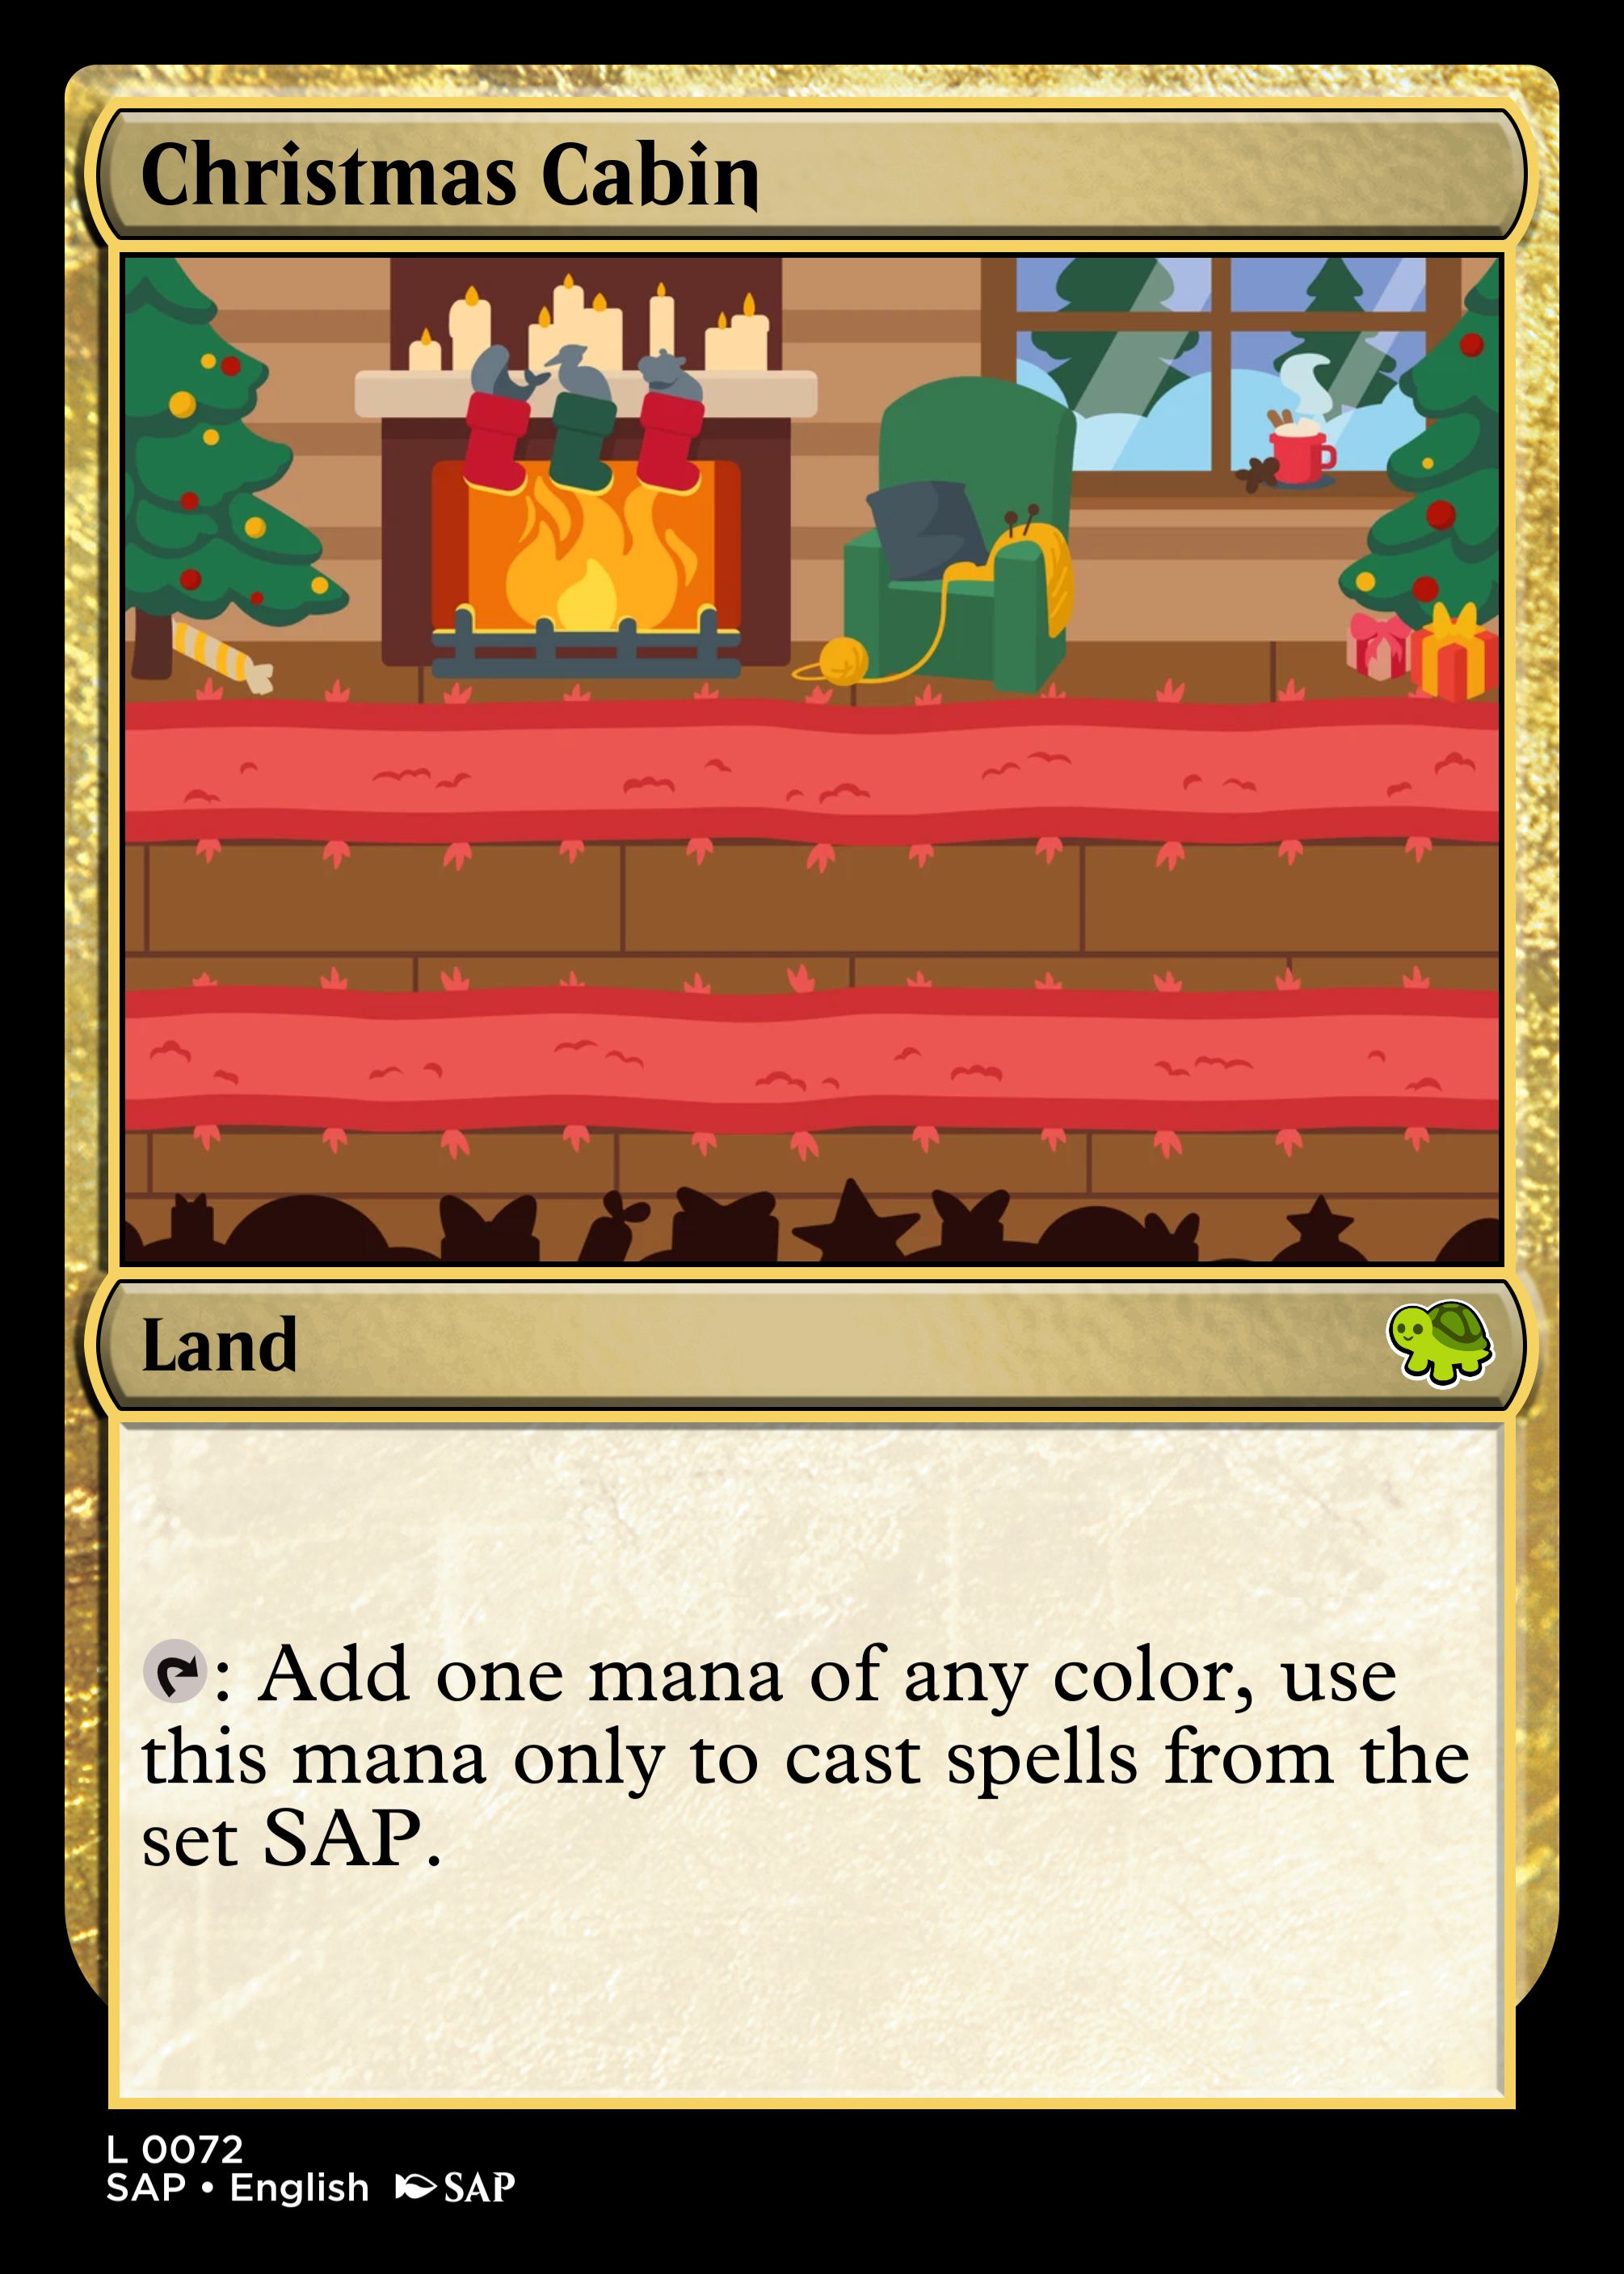 Christmas Cabin
Land
: Add one mana of any color, use
this mana only to cast spells from the
set SAP.
L 0072
SAP • English SAP